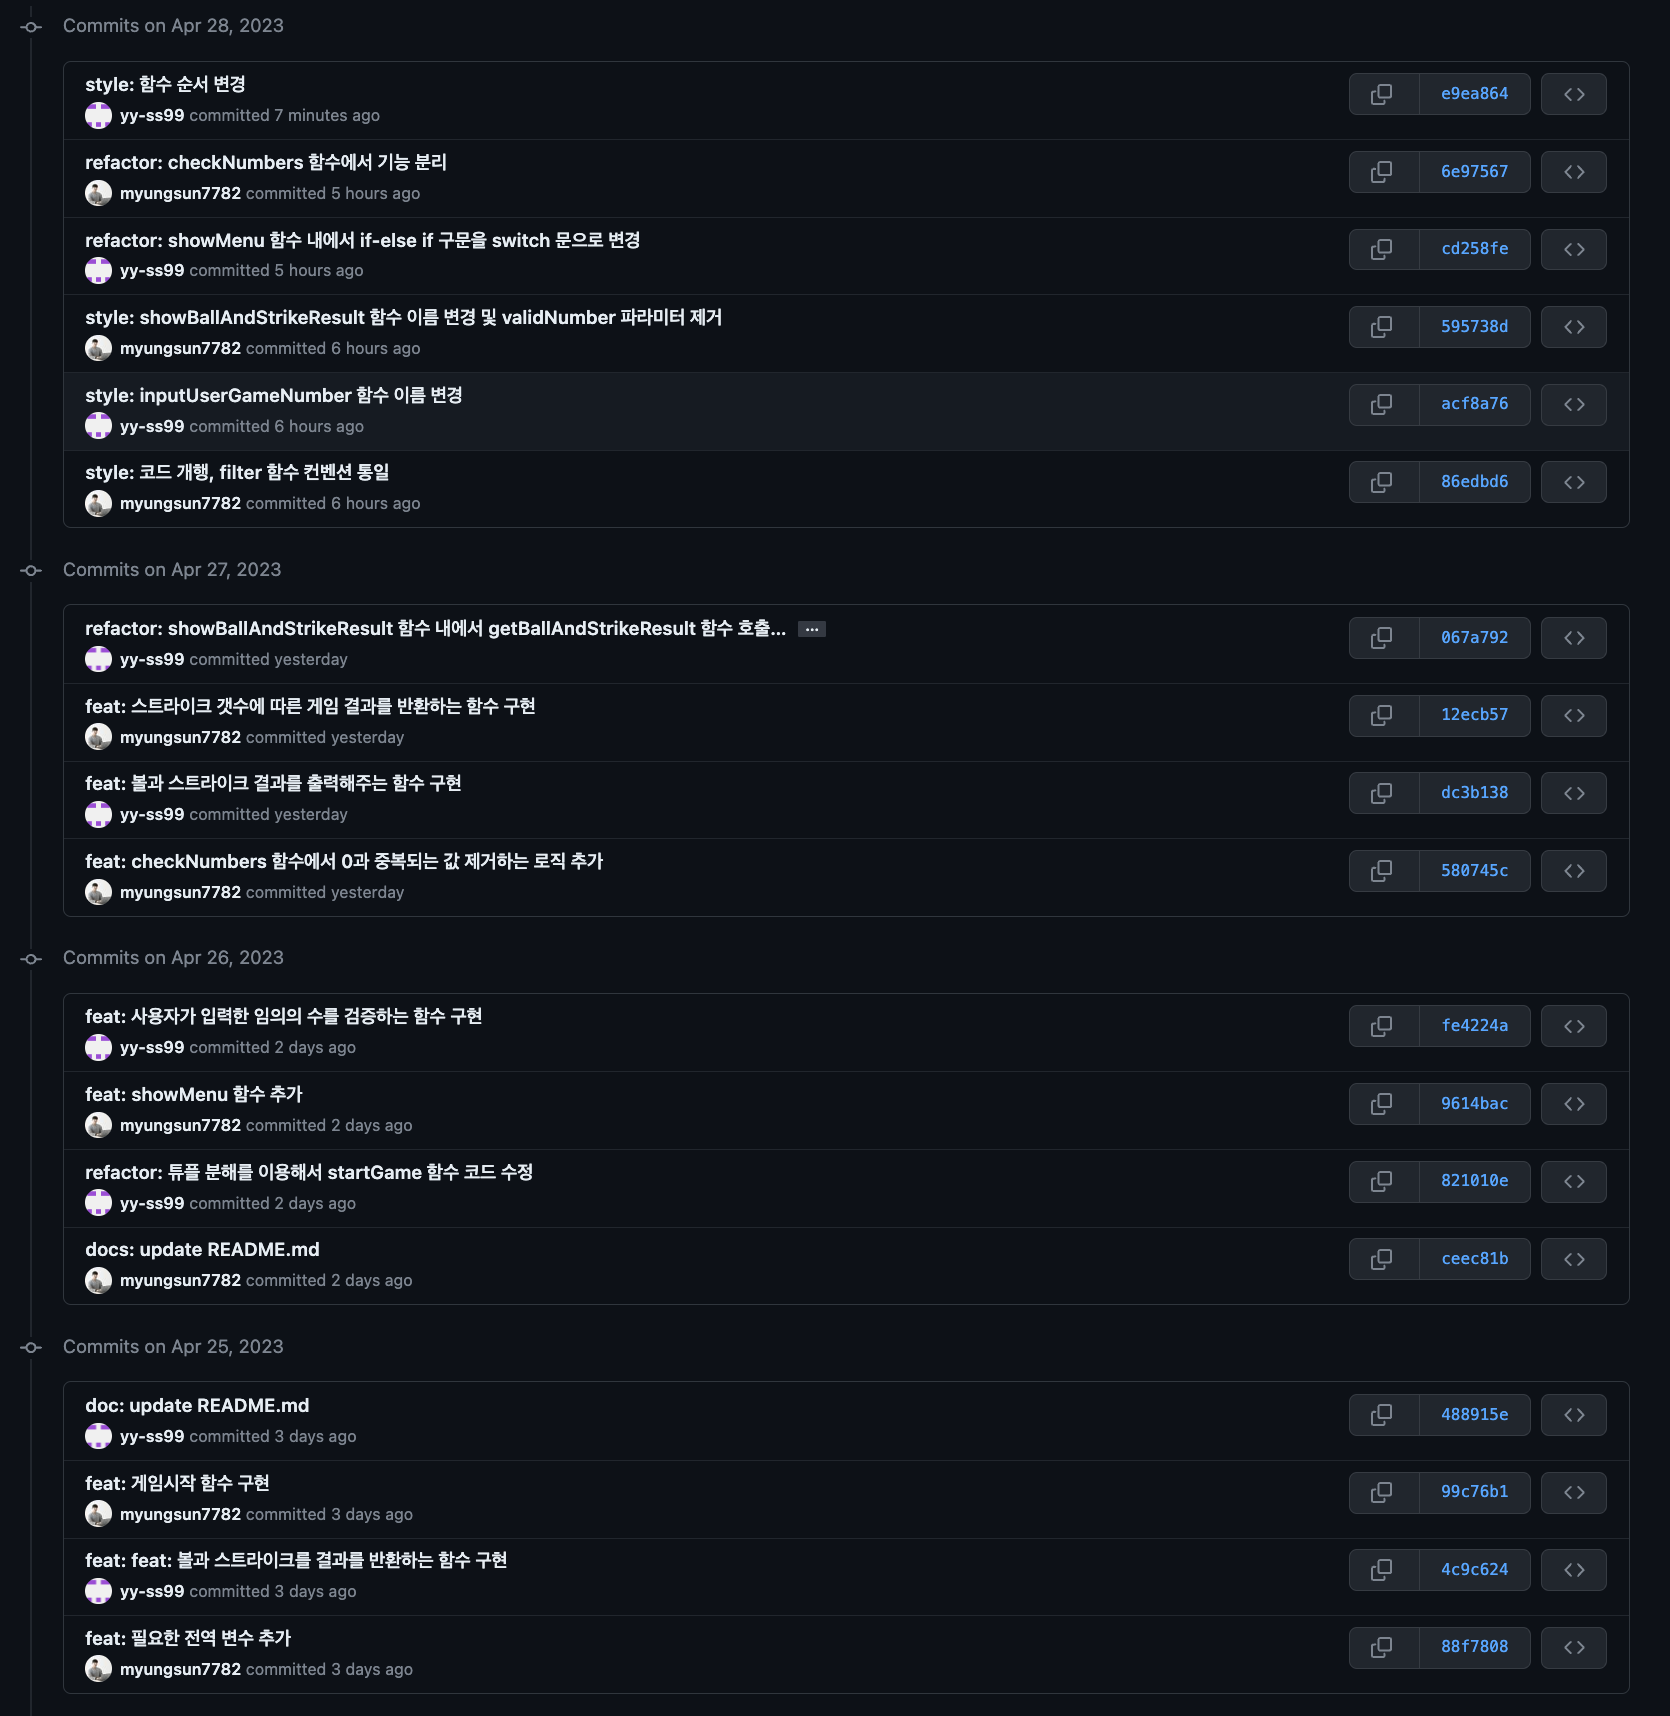 Commits on Apr 28, 2023
style: 함수 순서 변경
e9ea864
yy-ss99 committed 7 minutes ago
refactor: checkNumbers 함수에서 기능 분리
6e97567
myungsun7782 committed 5 hours ago
refactor: showMenu 함수 내에서 if-else if 구문을 switch 문으로 변경
cd258fe
yy-ss99 committed 5 hours ago
style: showBallAndStrikeResult 함수 이름 변경 및 validNumber 파라미터 제거
595738d
myungsun7782 committed 6 hours ago
style: inputUserGameNumber 함수 이름 변경
acf8a76
yy-ss99 committed 6 hours ago
style: 코드 개행, filter 함수 컨벤션 통일
86edbd6
myungsun7782 committed 6 hours ago
Commits on Apr 27, 2023
refactor: showBallAndStrikeResult 함수 내에서 getBallAndStrikeResult 함수 호출... …
067a792
yy-ss99 committed yesterday
feat: 스트라이크 갯수에 따른 게임 결과를 반환하는 함수 구현
12ecb57
myungsun7782 committed yesterday
feat: 볼과 스트라이크 결과를 출력해주는 함수 구현
dc3b138
yy-ss99 committed yesterday
feat: checkNumbers 함수에서 0과 중복되는 값 제거하는 로직 추가
580745c
myungsun7782 committed yesterday
Commits on Apr 26, 2023
feat: 사용자가 입력한 임의의 수를 검증하는 함수 구현
fe4224a
yy-ss99 committed 2 days ago
feat: showMenu 함수 추가
9614bac
myungsun7782 committed 2 days ago
refactor: 튜플 분해를 이용해서 startGame 함수 코드 수정
821010e
yy-ss99 committed 2 days ago
docs: update README.md
ceec81b
myungsun7782 committed 2 days ago
Commits on Apr 25, 2023
doc: update README.md
488915e
yy-ss99 committed 3 days ago
feat: 게임시작 함수 구현
99c76b1
myungsun7782 committed 3 days ago
feat: feat: 볼과 스트라이크를 결과를 반환하는 함수 구현
4c9c624
yy-ss99 committed 3 days ago
feat: 필요한 전역 변수 추가
88f7808
myungsun7782 committed 3 days ago